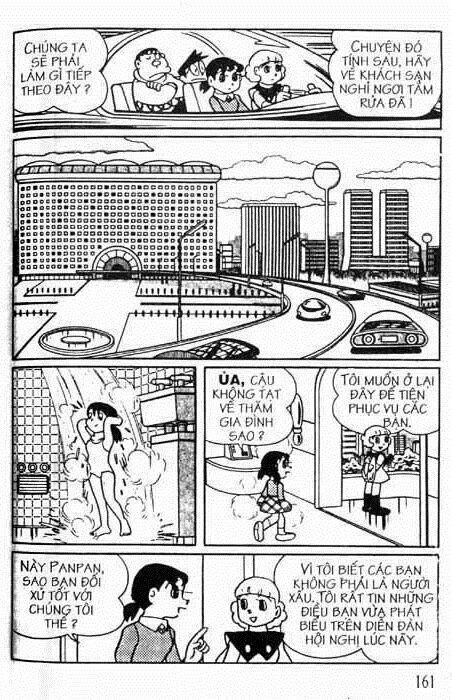 CHÚNG TA
SẼ PHẢI
LÀM GÌ TIẾP
THEO ĐÂY ?
CHUYỆN ĐÓ
TÍNH SAU, HÃY
VỀ KHÁCH SẠN
NGHỈ NGƠI TẮM
RỬA ĐÃ !
ỦA, CẬU
KHÔNG TẠT
VỀ THĂM
GIA ĐÌNH
SAO ?
TÔI MUỐN Ở LẠI
ĐÂY ĐỂ TIỆN
PHỤC VỤ CÁC
BẠN.
NÀY PANPAN,
SAO BẠN ĐỐI
XỬ TỐT VỚI
CHÚNG TÔI
THẾ ?
VÌ TÔI BIẾT CÁC BẠN
KHÔNG PHẢI LÀ NGƯỜI
XẤU. TÔI RẤT TIN NHỮNG
ĐIỀU BẠN VỪA PHÁT
BIỂU TRÊN DIỄN ĐÀN
HỘI NGHỊ LÚC NÃY.
161